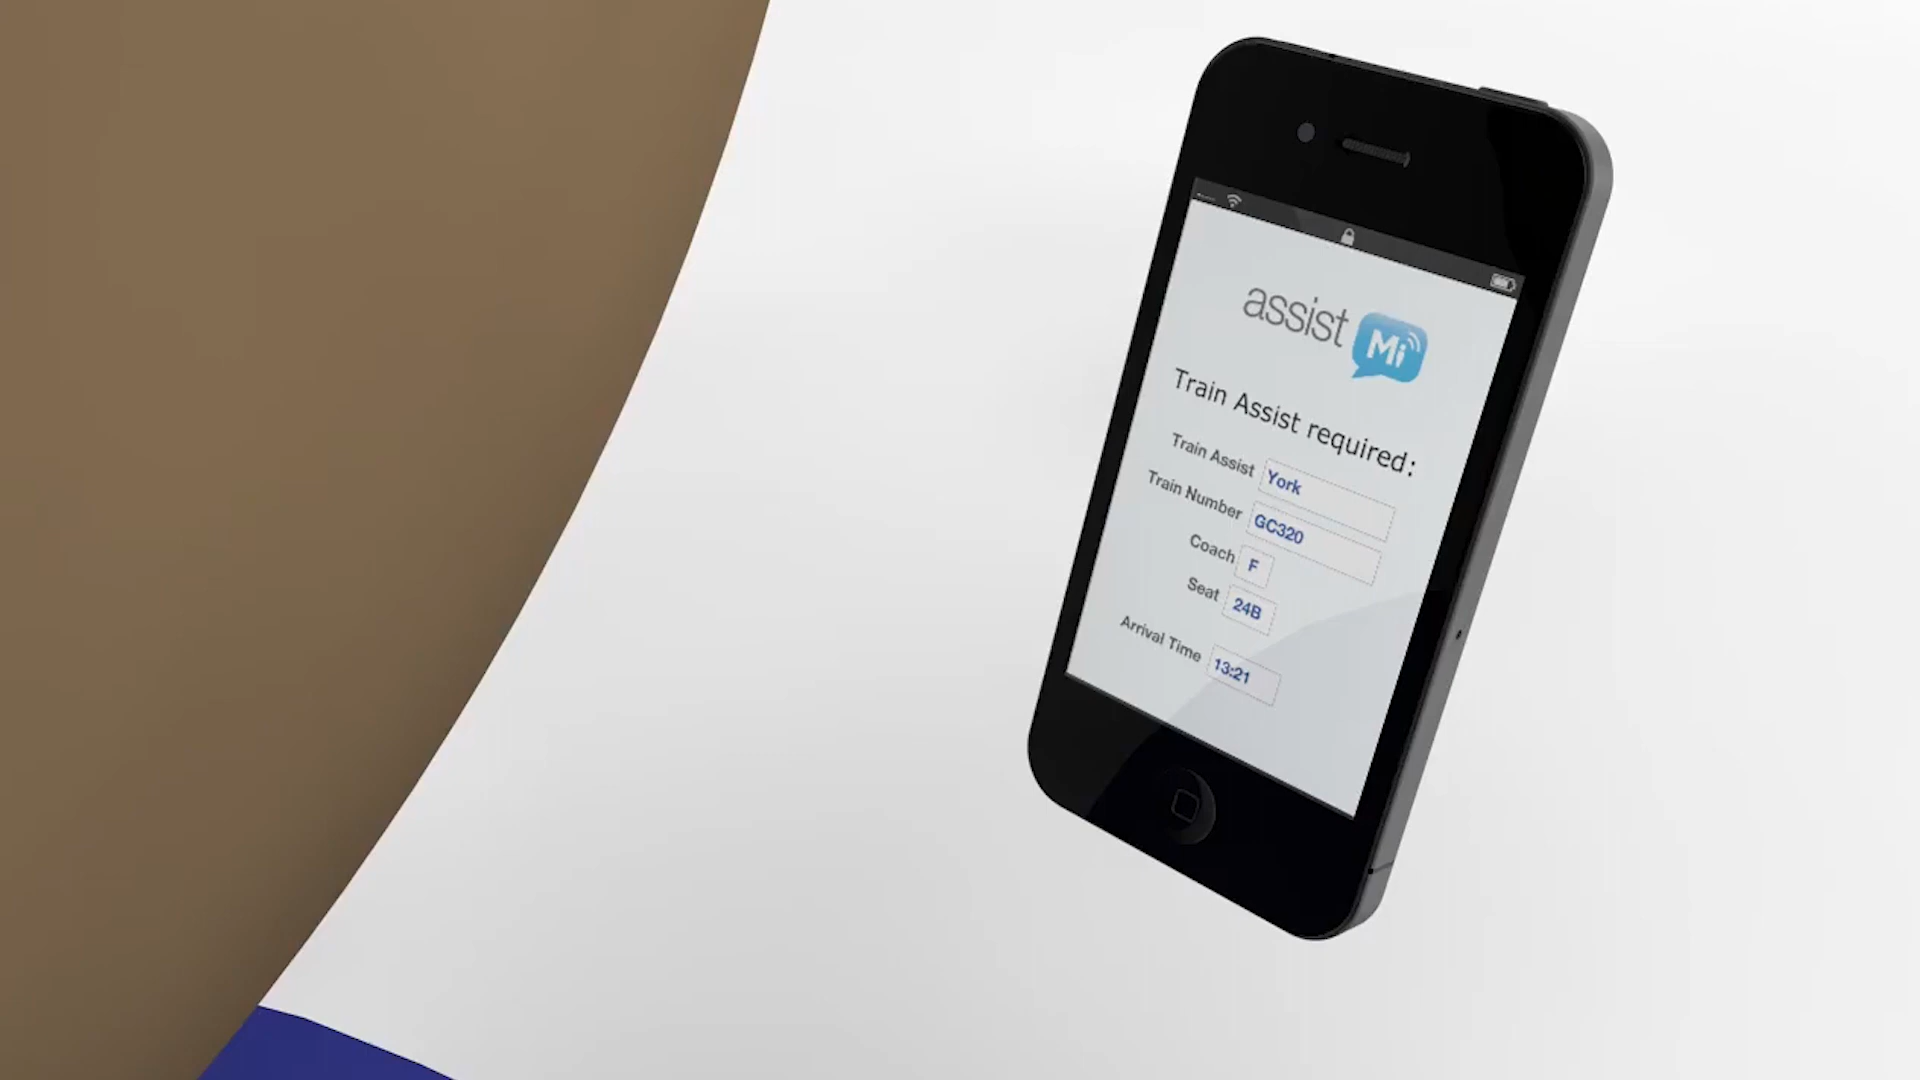 assist Mi
Train Assist required:
Train Assist York
Train Number GC320
Coach F
Seat 24B
Arrival Time 13:21